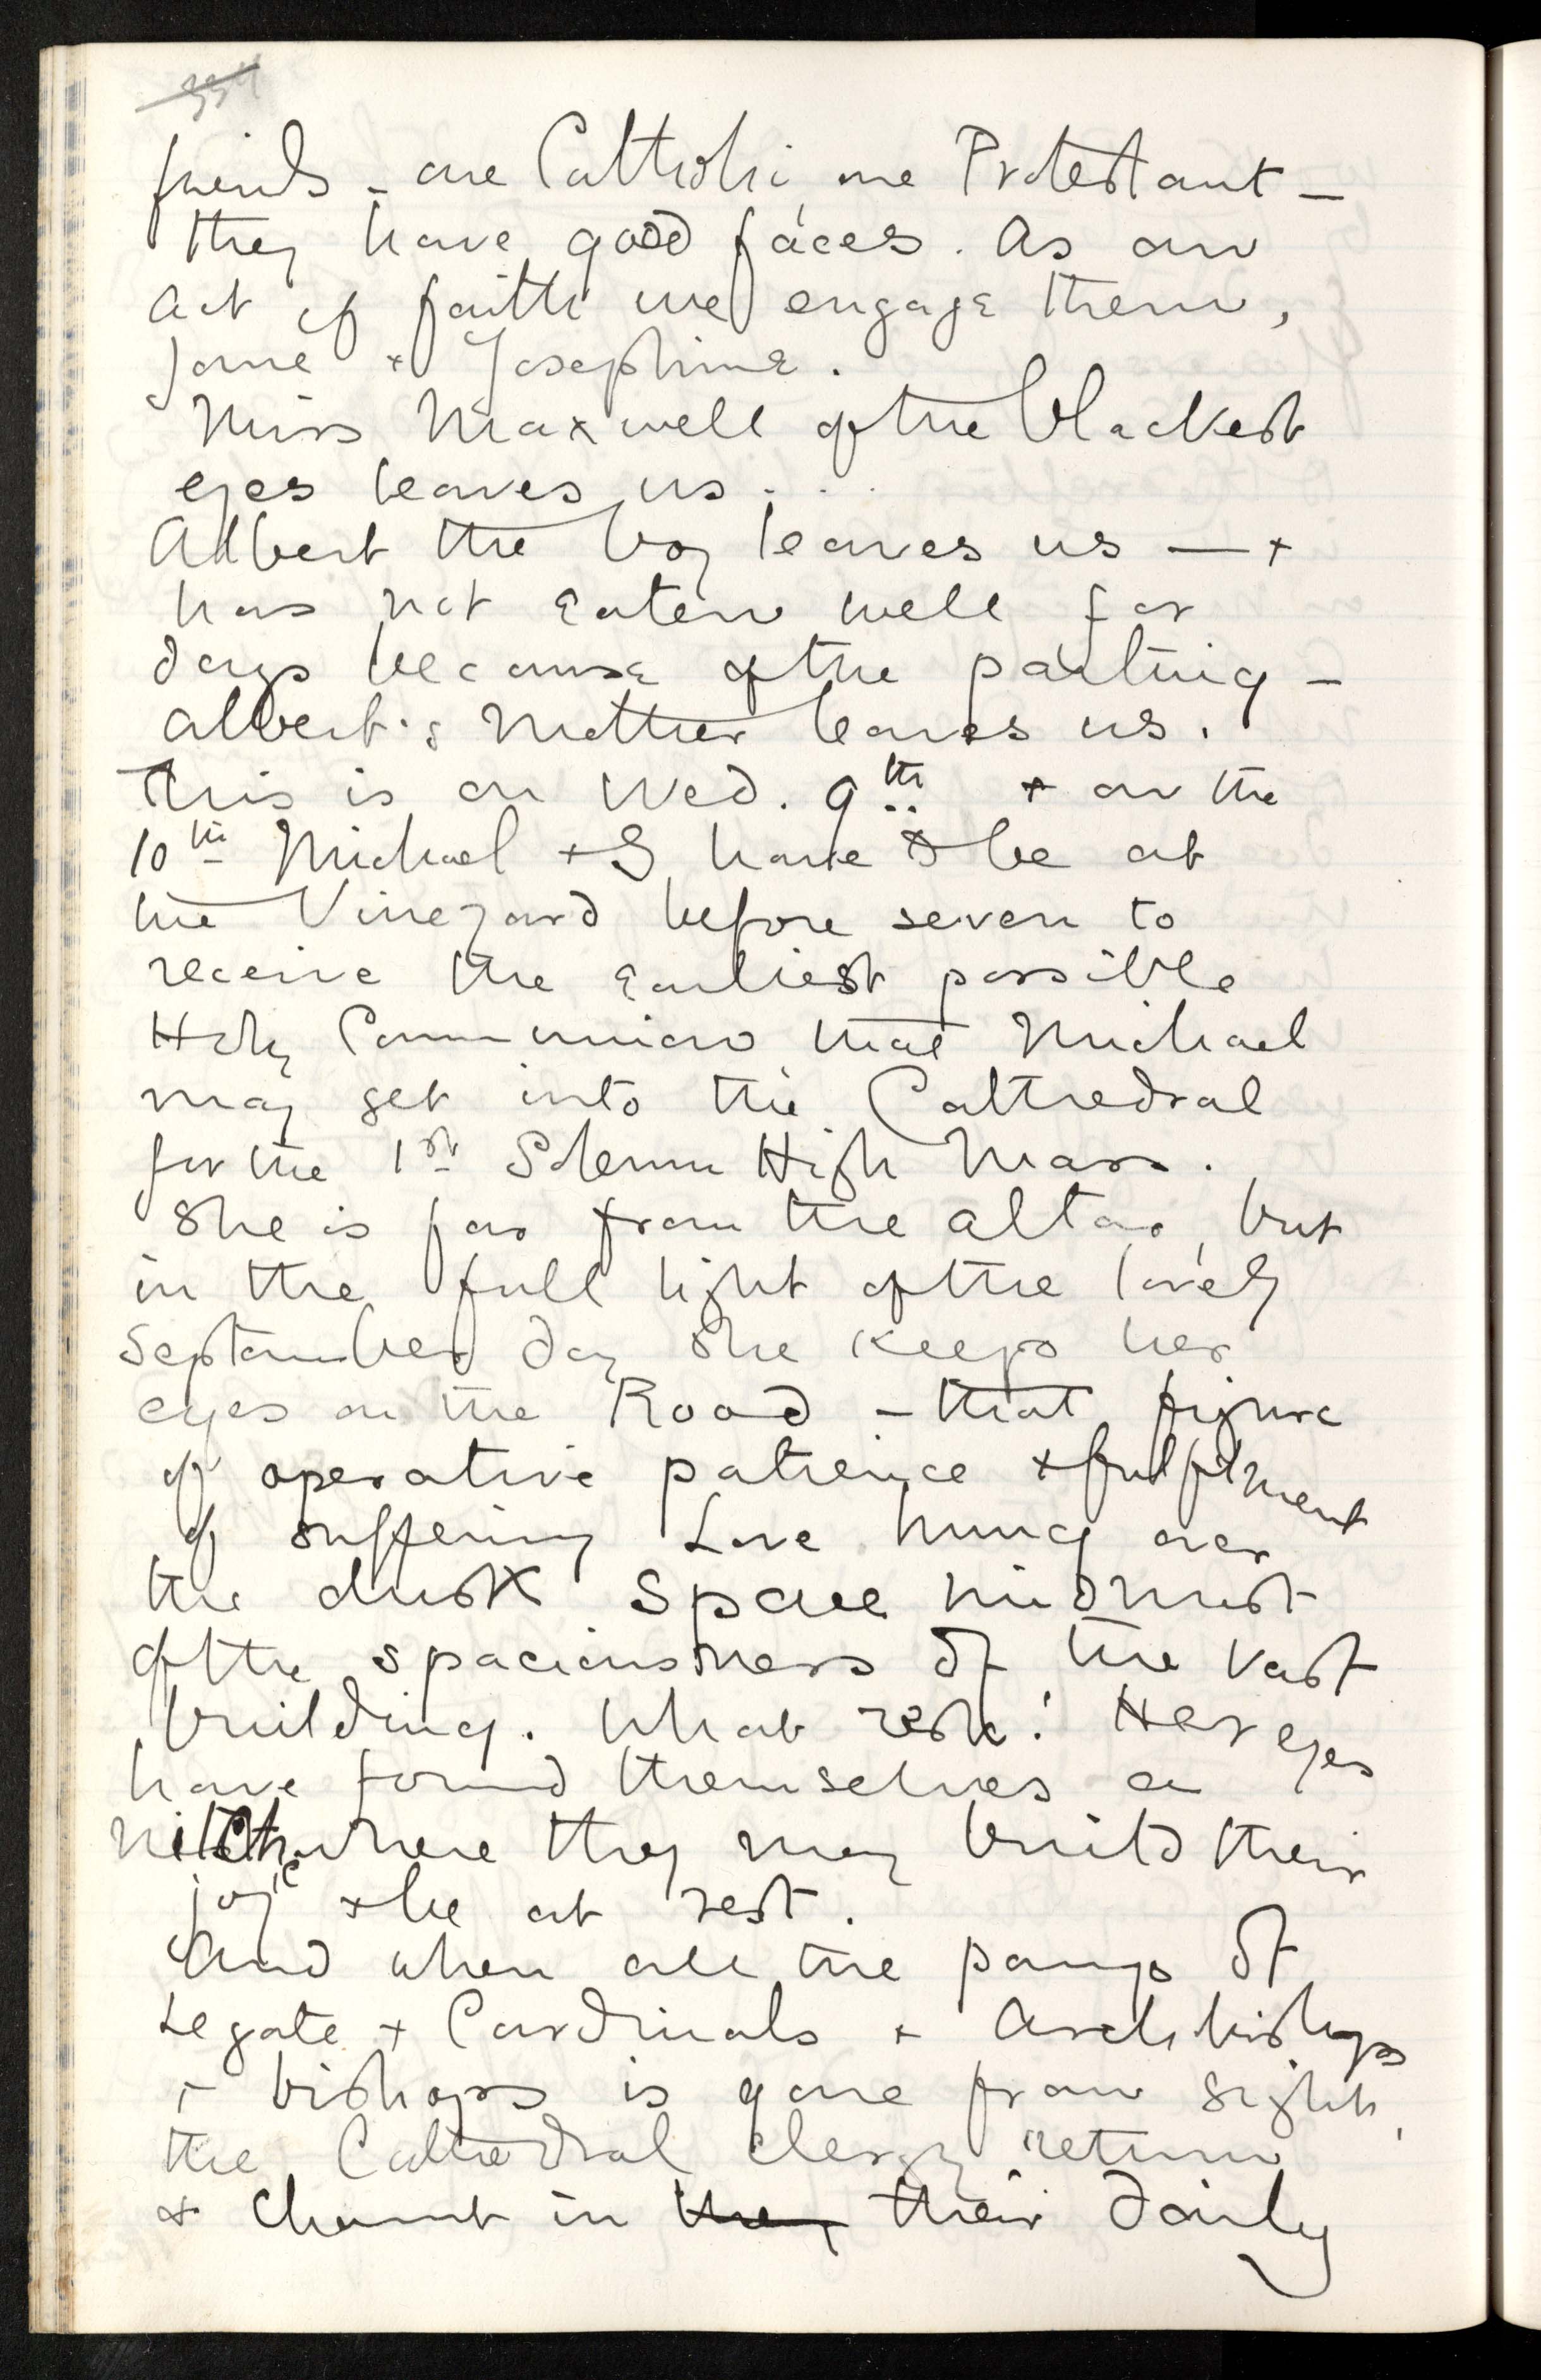 334
friends – one Catholic, one Protestant –
they have good faces. As an
act of faith we engage them,
Jane + Josephine.
Miss Maxwell of the blackest
eyes leaves us . . .
Albert the boy leaves us — +
has not eaten well for
days because of the parting –
Albert's Mother leaves us.
This is on Wed. 9th + on the
10th Michael + I have to be at
the Vineyard before seven to
receive the earliest possible
Holy Communion that Michael
may get into the Cathedral
for the 1st Solemn High Mass.
She is far from the altar, but
in the full light of the lovely
September day she keeps her
eyes on the Rood – that figure
of operative patience + fulfilment
of suffering Love hung over
the dusk space midmost
of the spaciousness of the vast
building. What rest! Her eyes
have found themselves a
nitch where they may build their
joy + be at rest.
And when all the pomp of
Legate + Cardinals + Archbishops
+ bishops is gone from sight,
the Cathedral clergy return
+ chaunt in they their daily